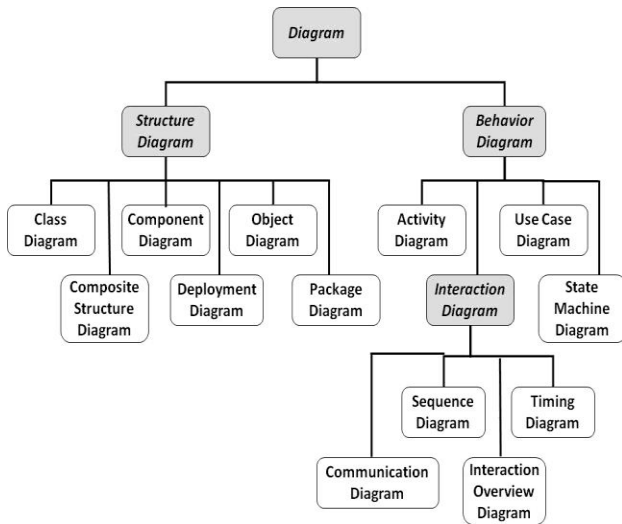 Diagram
Structure
Diagram
Behavior
Diagram
Class
Diagram
Component
Diagram
Object
Diagram
Activity
Diagram
Use Case
Diagram
Composite
Structure
Diagram
Deployment
Diagram
Package
Diagram
Interaction
Diagram
State
Machine
Diagram
Sequence
Diagram
Timing
Diagram
Communication
Diagram
Interaction
Overview
Diagram